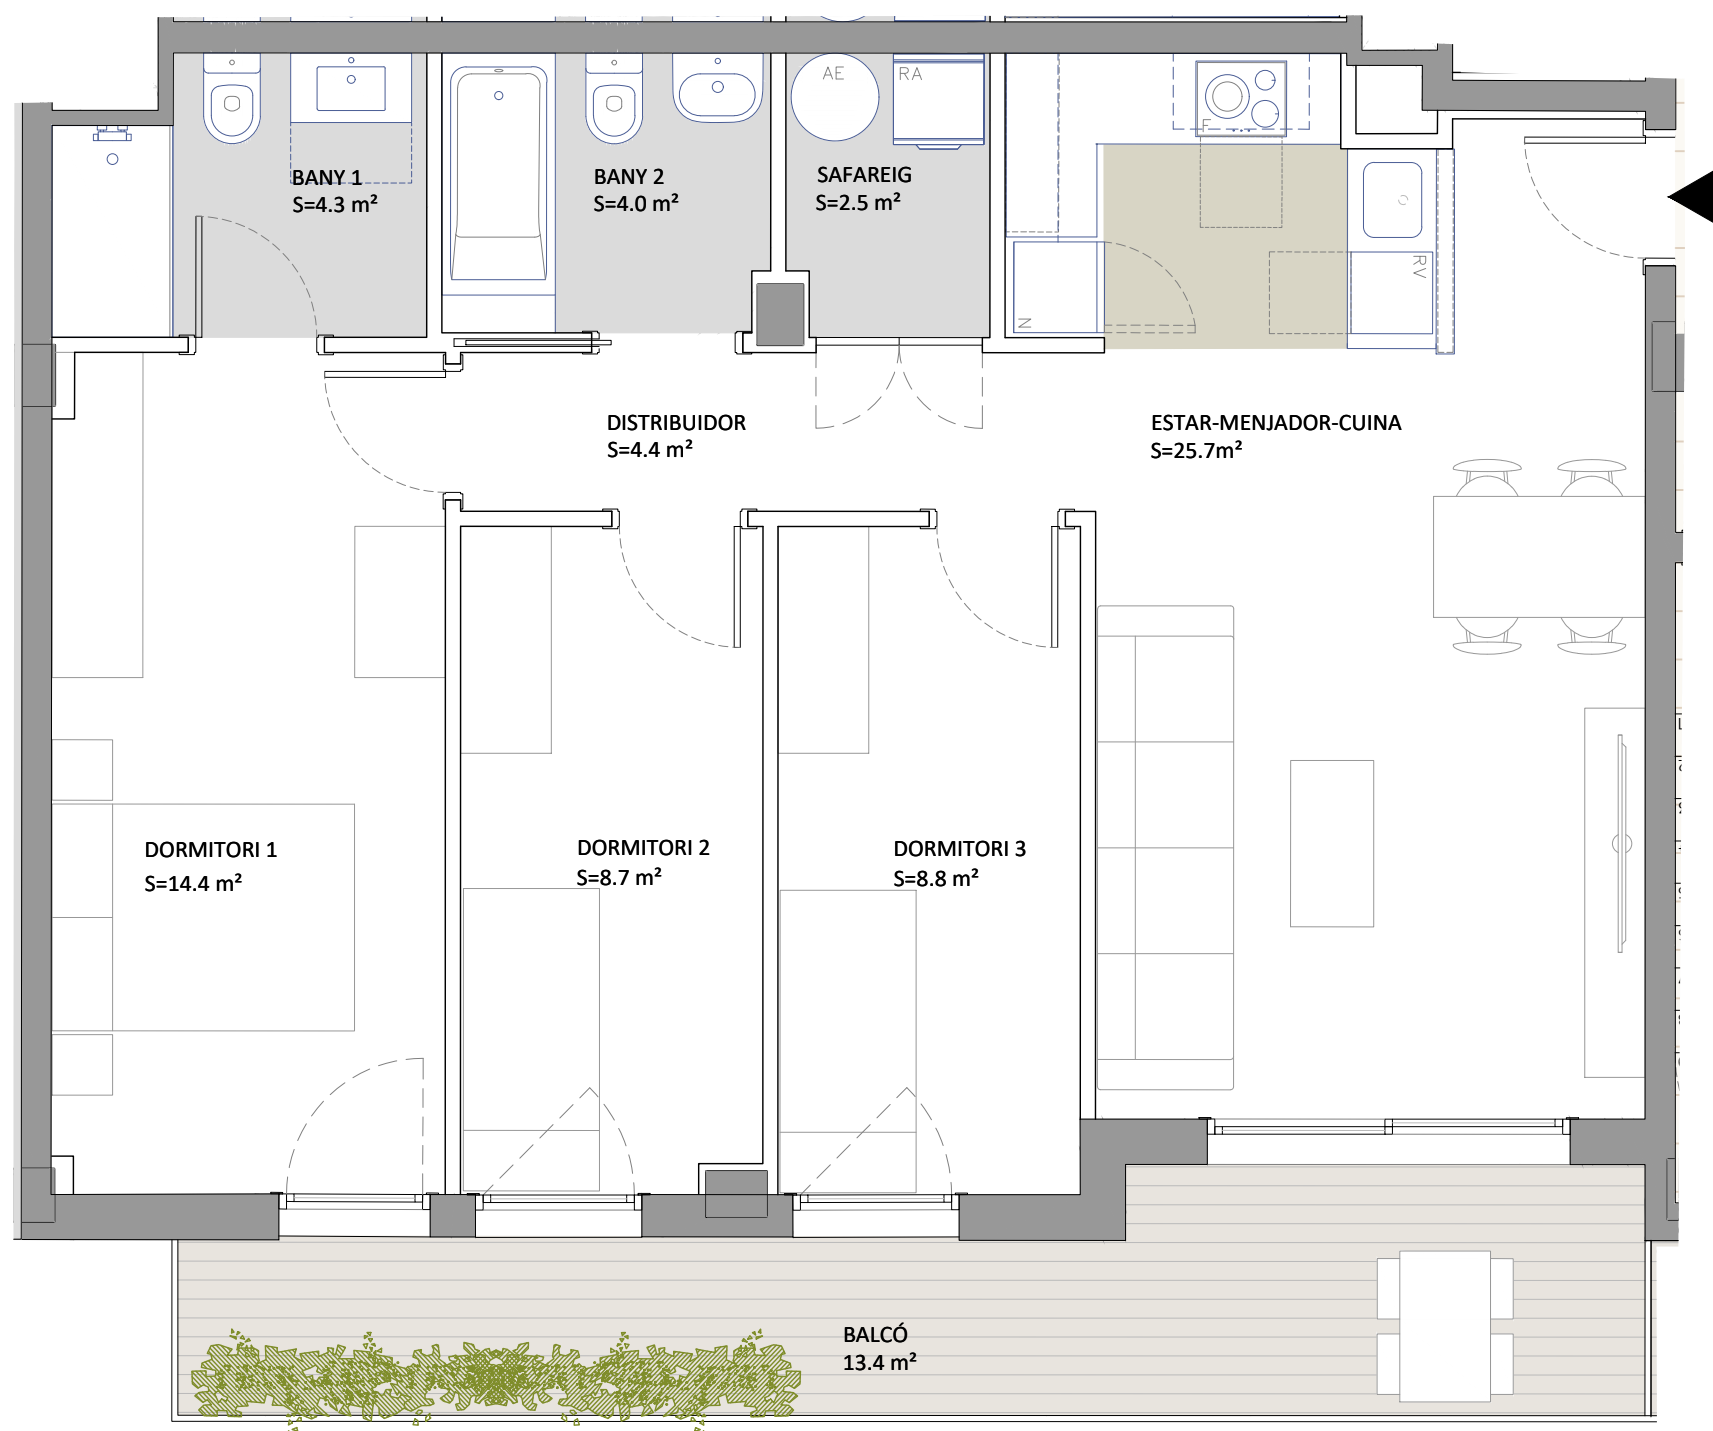 AE
RA
F
BANY 1
S=4.3 m²
BANY 2
S=4.0 m²
SAFAREIG
S=2.5 m²
RV
N
DISTRIBUIDOR
S=4.4 m²
ESTAR-MENJADOR-CUINA
S=25.7m²
DORMITORI 1
S=14.4 m²
DORMITORI 2
S=8.7 m²
DORMITORI 3
S=8.8 m²
BALCÓ
13.4 m²